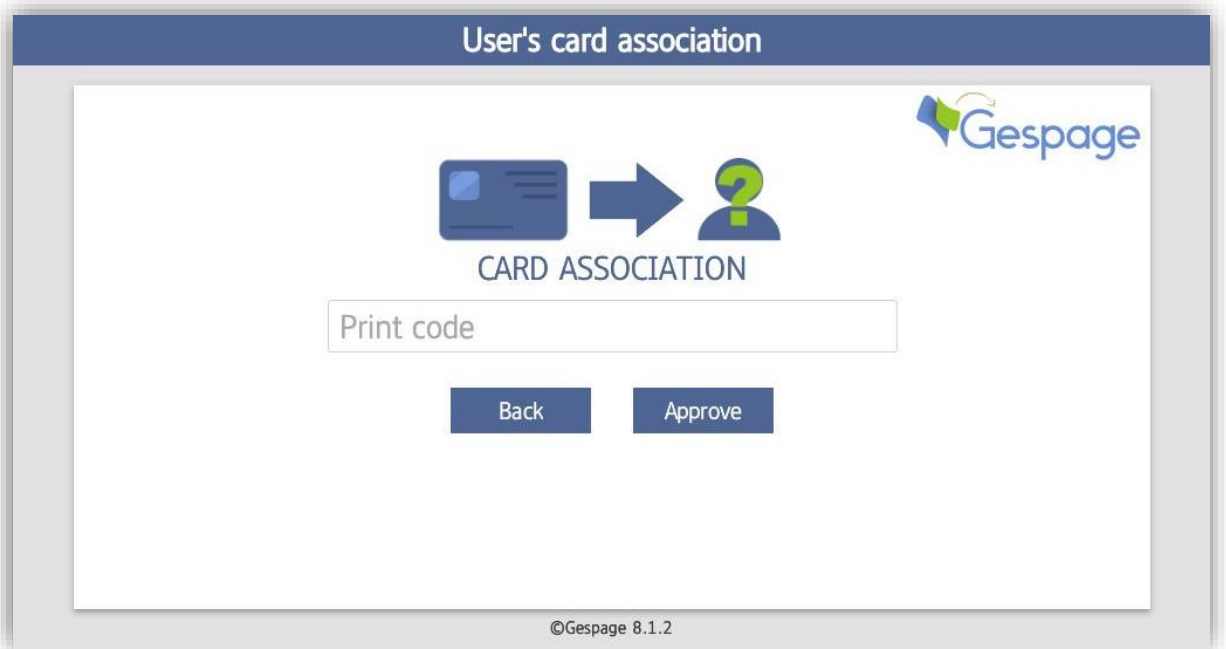 User's card association
Gespage
?
CARD ASSOCIATION
Print code
Back
Approve
©Gespage 8.1.2